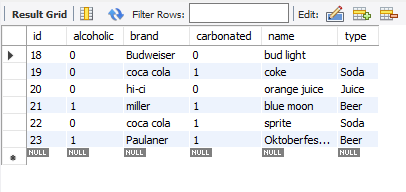 Result Grid Filter Rows: Edit:
id alcoholic brand carbonated name type
18 0 Budweiser 0 bud light
19 0 coca cola 1 coke Soda
20 0 hi-ci 0 orange juice Juice
21 1 miller 1 blue moon Beer
22 0 coca cola 1 sprite Soda
23 1 Paulaner 1 Oktoberfes... Beer
NULL NULL NULL NULL NULL NULL